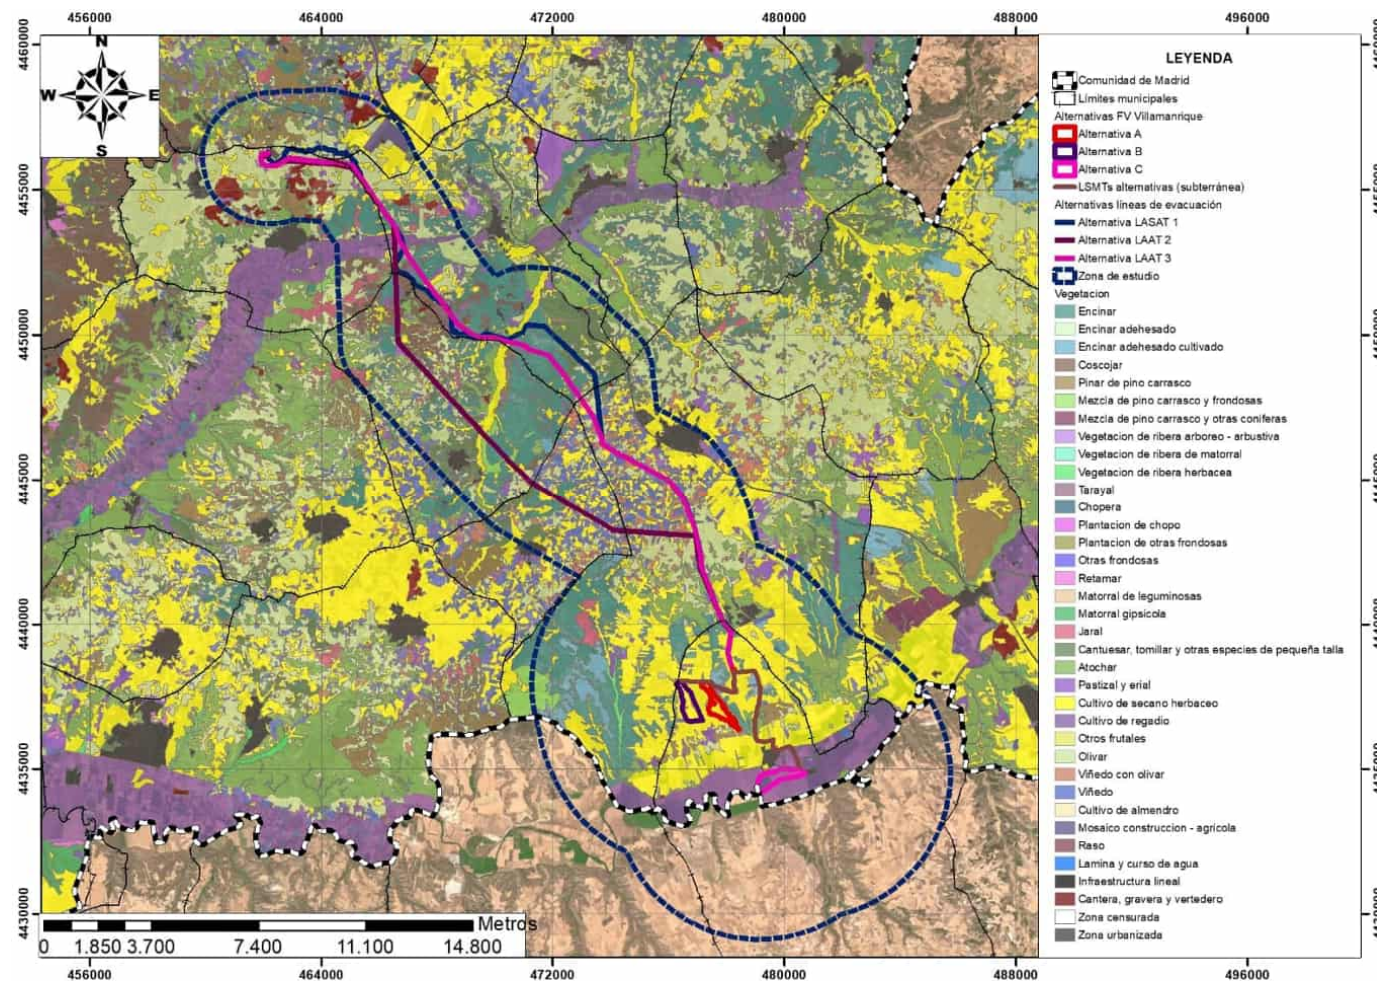 456000 464000 472000 480000 488000 496000
4460000
4455000
4450000
4445000
4440000
4435000
4430000
N
W E
S
LEYENDA
Comunidad de Madrid
Límites municipales
Alternativas FV Villamanrique
Alternativa A
Alternativa B
Alternativa C
LSMTs alternativas (subterránea)
Alternativas líneas de evacuación
Alternativa LASAT 1
Alternativa LAAT 2
Alternativa LAAT 3
Zona de estudio
Vegetacion
Encinar
Encinar adehesado
Encinar adehesado cultivado
Coscojar
Pinar de pino carrasco
Mezcla de pino carrasco y frondosas
Mezcla de pino carrasco y otras coniferas
Vegetacion de ribera arboreo - arbustiva
Vegetacion de ribera de matorral
Vegetacion de ribera herbacea
Tarayal
Chopera
Plantacion de chopo
Plantacion de otras frondosas
Otras frondosas
Retamar
Matorral de leguminosas
Matorral gipsicola
Jaral
Cantuesar, tomillar y otras especies de pequeña talla
Atochar
Pastizal y erial
Cultivo de secano herbaceo
Cultivo de regadio
Otros frutales
Olivar
Viñedo con olivar
Viñedo
Cultivo de almendro
Mosaico construccion - agrícola
Raso
Lamina y curso de agua
Infraestructura lineal
Cantera, gravera y vertedero
Zona censurada
Zona urbanizada
Metros
0 1.850 3.700 7.400 11.100 14.800
456000 464000 472000 480000 488000 496000